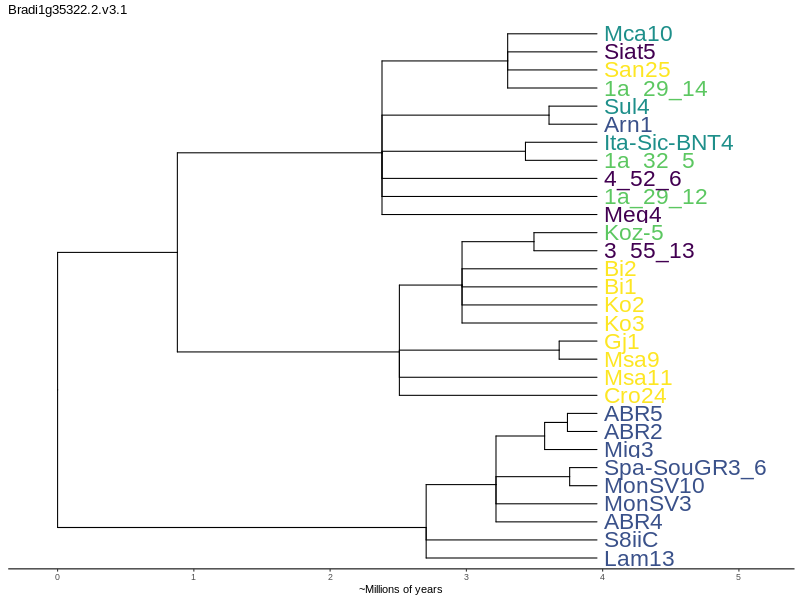 Bradi1g35322.2.v3.1
Mca10
Siat5
San25
1a_29_14
Sul4
Arn1
Ita-Sic-BNT4
1a_32_5
4_52_6
1a_29_12
Meg4
Koz-5
3_55_13
Bi2
Bi1
Ko2
Ko3
Gj1
Msa9
Msa11
Cro24
ABR5
ABR2
Mig3
Spa-SouGR3_6
MonSV10
MonSV3
ABR4
S8iiC
Lam13
0 1 2 3 4 5
~Millions of years